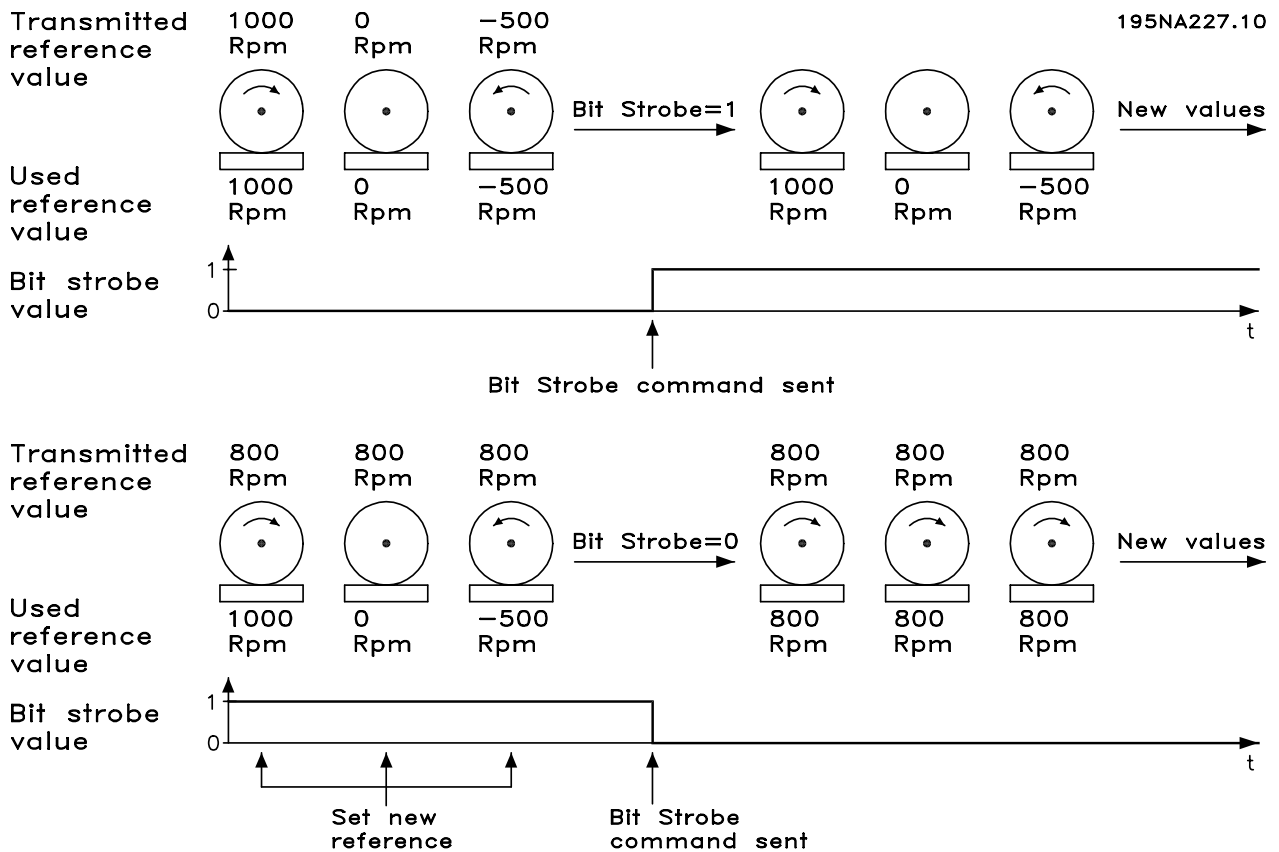 Transmitted
reference
value
1000
Rpm
0
Rpm
−500
Rpm
195NA227.10
Bit Strobe=1
New values
Used
reference
value
1000
Rpm
0
Rpm
−500
Rpm
1000
Rpm
0
Rpm
−500
Rpm
Bit strobe
value
1
0
t
Bit Strobe command sent
Transmitted
reference
value
800
Rpm
800
Rpm
800
Rpm
800
Rpm
800
Rpm
800
Rpm
Bit Strobe=0
New values
Used
reference
value
1000
Rpm
0
Rpm
−500
Rpm
800
Rpm
800
Rpm
800
Rpm
Bit strobe
value
1
0
t
Set new
reference
Bit Strobe
command sent